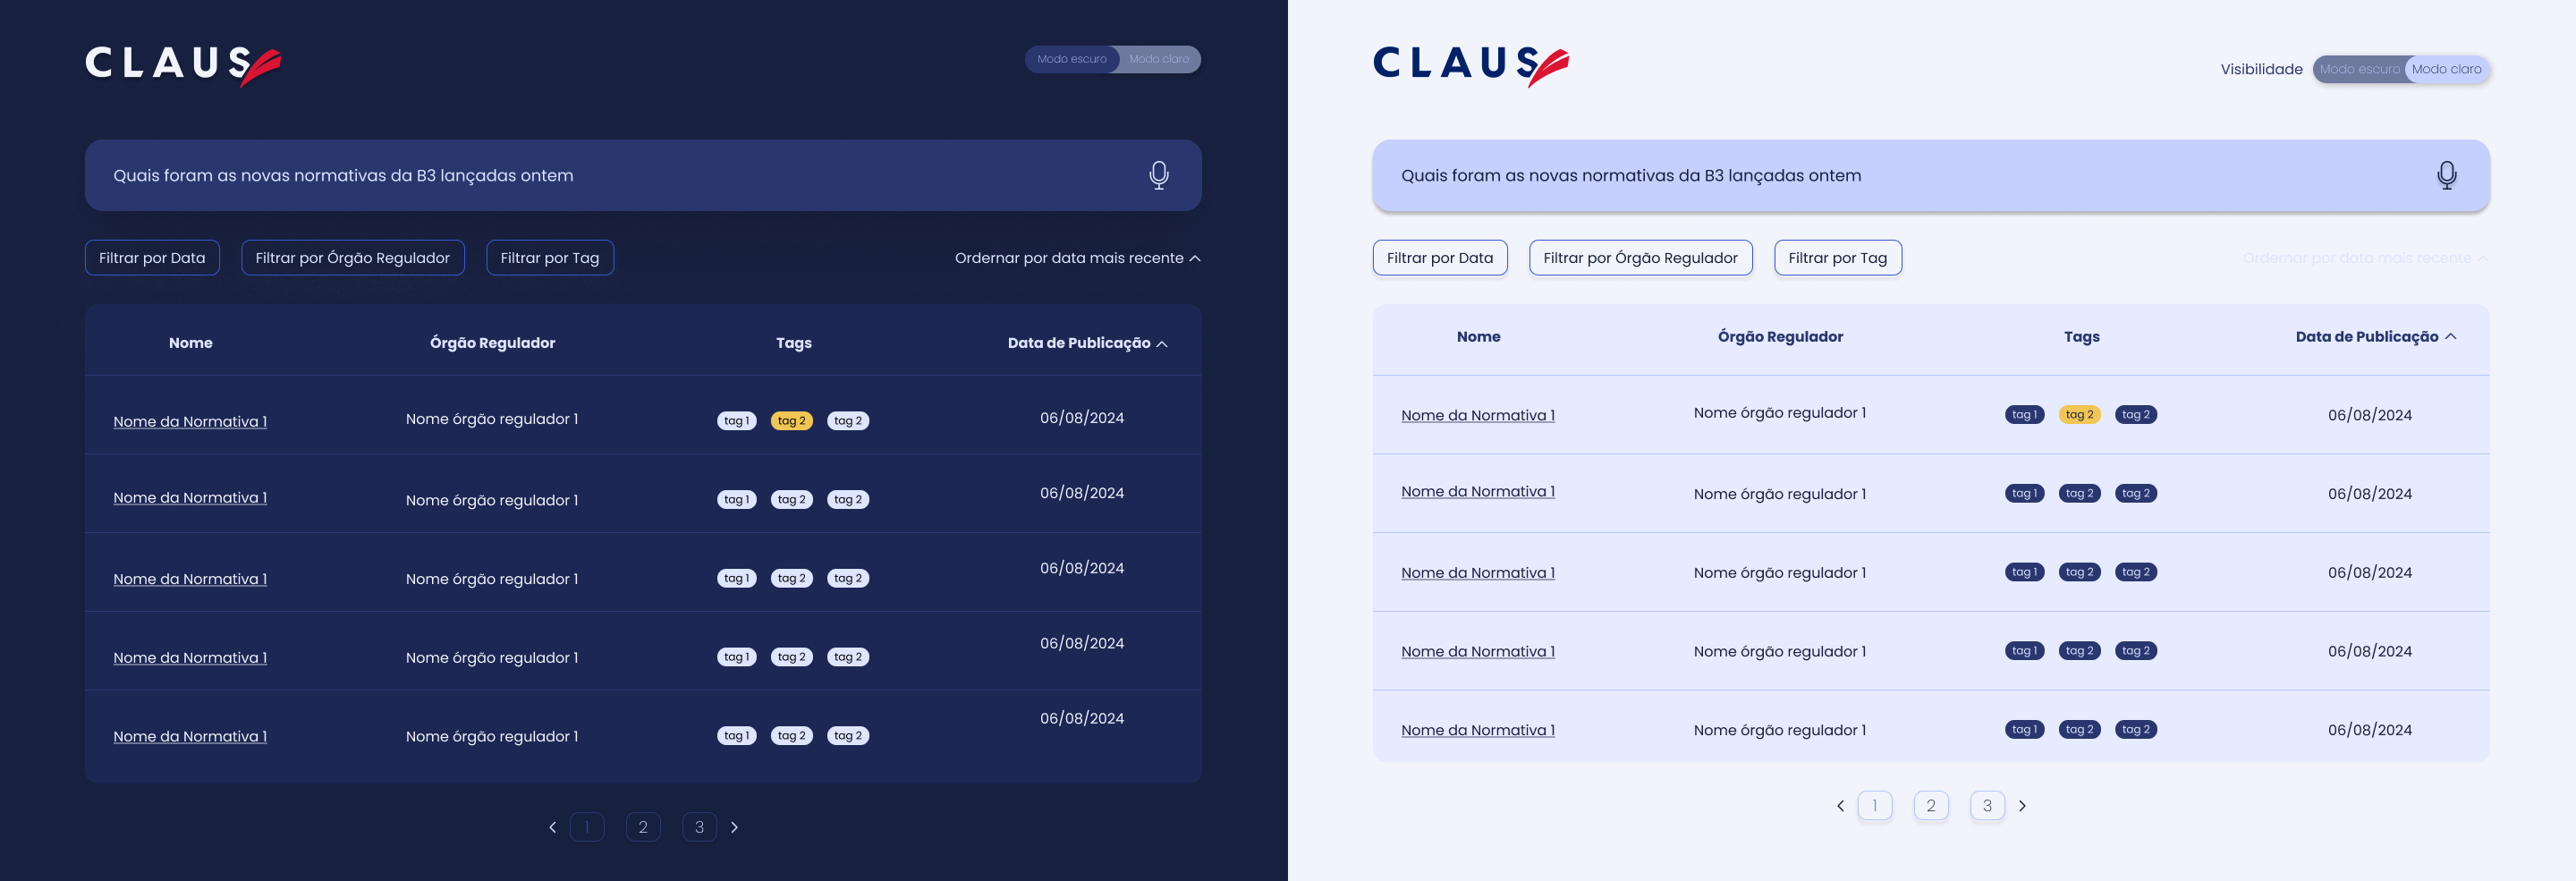 CLAUS
Modo escuro Modo claro
Quais foram as novas normativas da B3 lançadas ontem
Filtrar por Data Filtrar por Órgão Regulador Filtrar por Tag Ordernar por data mais recente
Nome Órgão Regulador Tags Data de Publicação
Nome da Normativa 1 Nome órgão regulador 1 tag 1 tag 2 tag 2 06/08/2024
Nome da Normativa 1 Nome órgão regulador 1 tag 1 tag 2 tag 2 06/08/2024
Nome da Normativa 1 Nome órgão regulador 1 tag 1 tag 2 tag 2 06/08/2024
Nome da Normativa 1 Nome órgão regulador 1 tag 1 tag 2 tag 2 06/08/2024
Nome da Normativa 1 Nome órgão regulador 1 tag 1 tag 2 tag 2 06/08/2024
1 2 3
CLAUS
Visibilidade Modo escuro Modo claro
Quais foram as novas normativas da B3 lançadas ontem
Filtrar por Data Filtrar por Órgão Regulador Filtrar por Tag Ordernar por data mais recente
Nome Órgão Regulador Tags Data de Publicação
Nome da Normativa 1 Nome órgão regulador 1 tag 1 tag 2 tag 2 06/08/2024
Nome da Normativa 1 Nome órgão regulador 1 tag 1 tag 2 tag 2 06/08/2024
Nome da Normativa 1 Nome órgão regulador 1 tag 1 tag 2 tag 2 06/08/2024
Nome da Normativa 1 Nome órgão regulador 1 tag 1 tag 2 tag 2 06/08/2024
Nome da Normativa 1 Nome órgão regulador 1 tag 1 tag 2 tag 2 06/08/2024
1 2 3